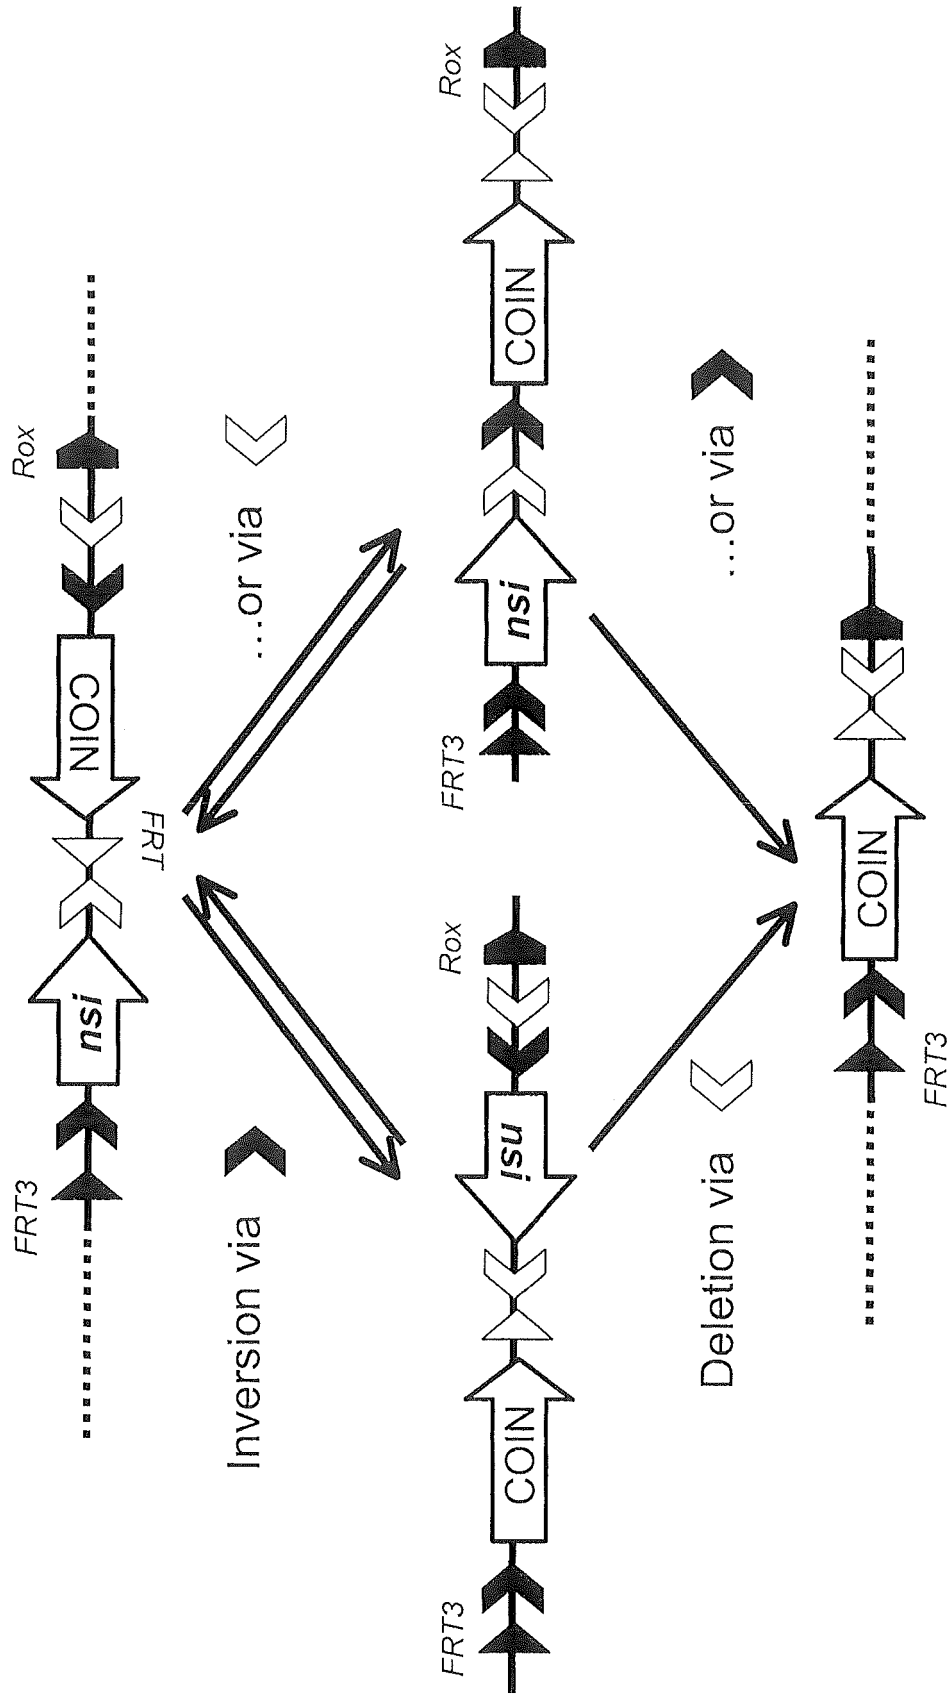 FRT3 Rox
nsi COIN
FRT
Inversion via ....or via
FRT3 Rox FRT3 Rox
COIN nsi nsi COIN
Deletion via ...or via
COIN
FRT3